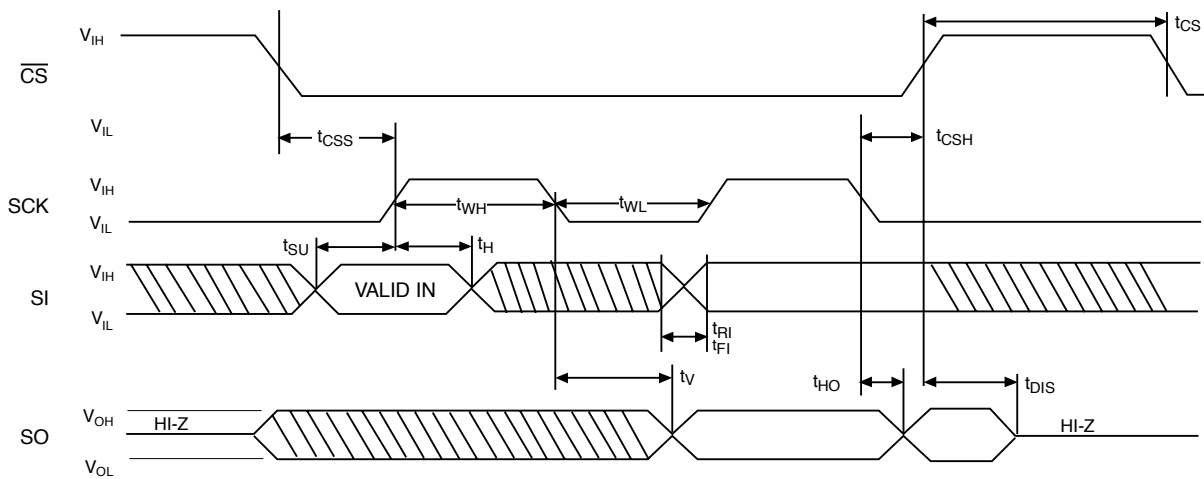 V_IH
t_CS
CS
V_IL
t_CSS
t_CSH
V_IH
SCK
t_WH
t_WL
V_IL
t_SU
t_H
V_IH
SI
VALID IN
V_IL
t_RI
t_FI
t_V
t_HO
t_DIS
V_OH
HI-Z
HI-Z
SO
V_OL